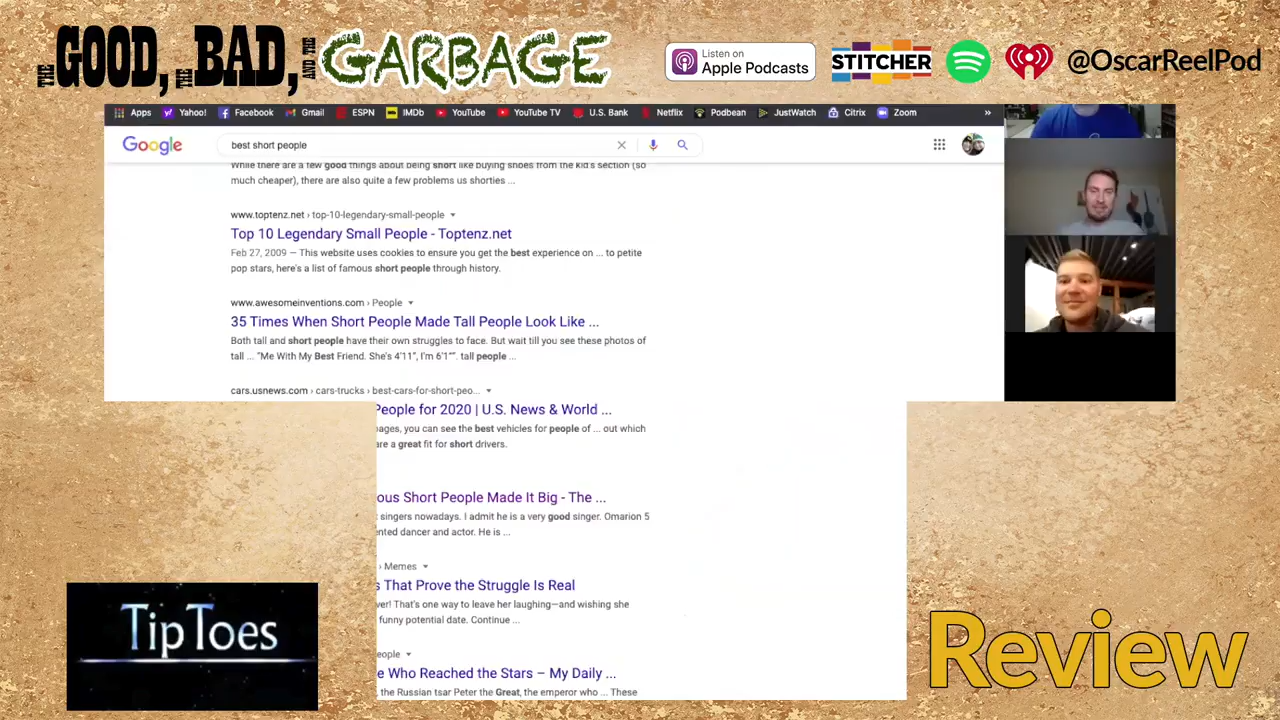 THE GOOD, THE BAD, AND THE GARBAGE
Listen on
Apple Podcasts
STITCHER
@OscarReelPod
Apps Yahoo! Facebook Gmail ESPN IMDb YouTube YouTube TV U.S. Bank Netflix Podbean JustWatch Citrix Zoom »
Google best short people
While there are a few good things about being short like buying shoes from the kid's section (so
much cheaper), there are also quite a few problems us shorties ...
www.toptenz.net › top-10-legendary-small-people
Top 10 Legendary Small People - Toptenz.net
Feb 27, 2009 — This website uses cookies to ensure you get the best experience on ... to petite
pop stars, here's a list of famous short people through history.
www.awesomeinventions.com › People
35 Times When Short People Made Tall People Look Like ...
Both tall and short people have their own struggles to face. But wait till you see these photos of
tall ... "Me With My Best Friend. She's 4'11", I'm 6'1"". tall people ...
cars.usnews.com › cars-trucks › best-cars-for-short-peo...
People for 2020 | U.S. News & World ...
ages, you can see the best vehicles for people of ... out which
are a great fit for short drivers.
ous Short People Made It Big - The ...
singers nowadays. I admit he is a very good singer. Omarion 5
nted dancer and actor. He is ...
› Memes
s That Prove the Struggle Is Real
ver! That's one way to leave her laughing—and wishing she
funny potential date. Continue ...
eople
e Who Reached the Stars – My Daily ...
the Russian tsar Peter the Great, the emperor who ... These
TipToes
Review